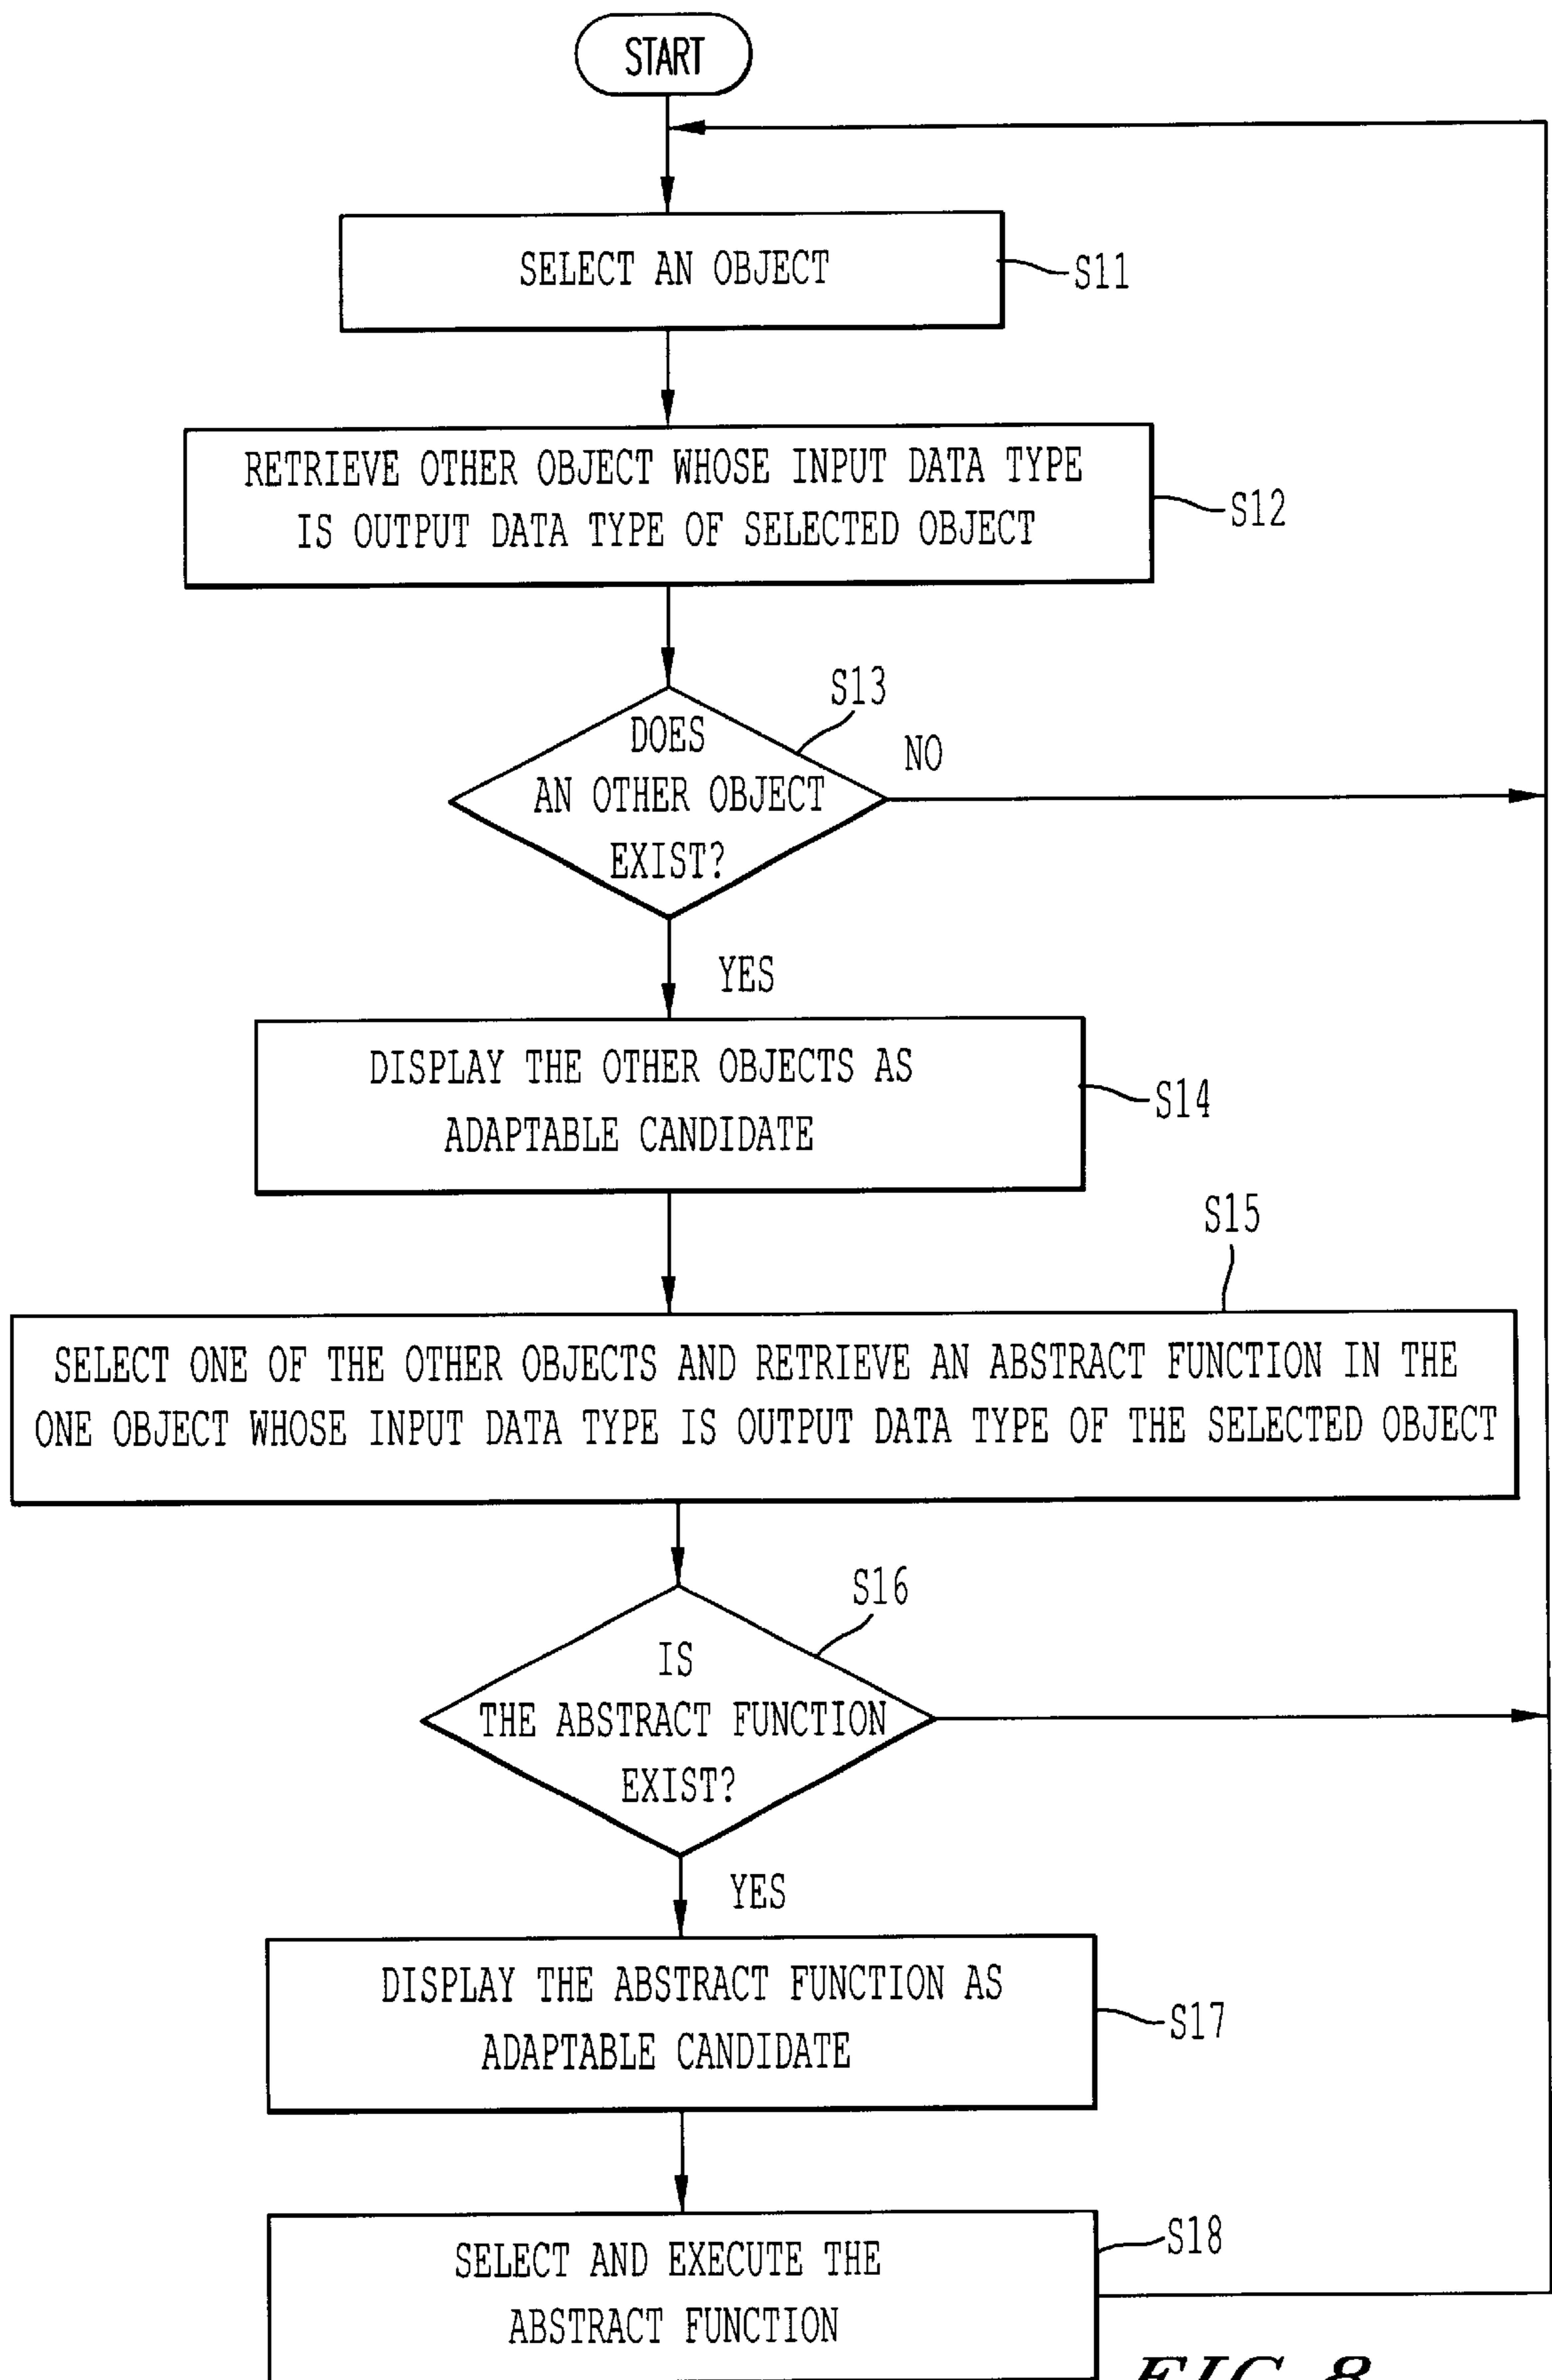 START
SELECT AN OBJECT
S11
RETRIEVE OTHER OBJECT WHOSE INPUT DATA TYPE
IS OUTPUT DATA TYPE OF SELECTED OBJECT
S12
S13
DOES
AN OTHER OBJECT
EXIST?
NO
YES
DISPLAY THE OTHER OBJECTS AS
ADAPTABLE CANDIDATE
S14
S15
SELECT ONE OF THE OTHER OBJECTS AND RETRIEVE AN ABSTRACT FUNCTION IN THE
ONE OBJECT WHOSE INPUT DATA TYPE IS OUTPUT DATA TYPE OF THE SELECTED OBJECT
S16
IS
THE ABSTRACT FUNCTION
EXIST?
YES
DISPLAY THE ABSTRACT FUNCTION AS
ADAPTABLE CANDIDATE
S17
SELECT AND EXECUTE THE
ABSTRACT FUNCTION
S18
FIG. 8